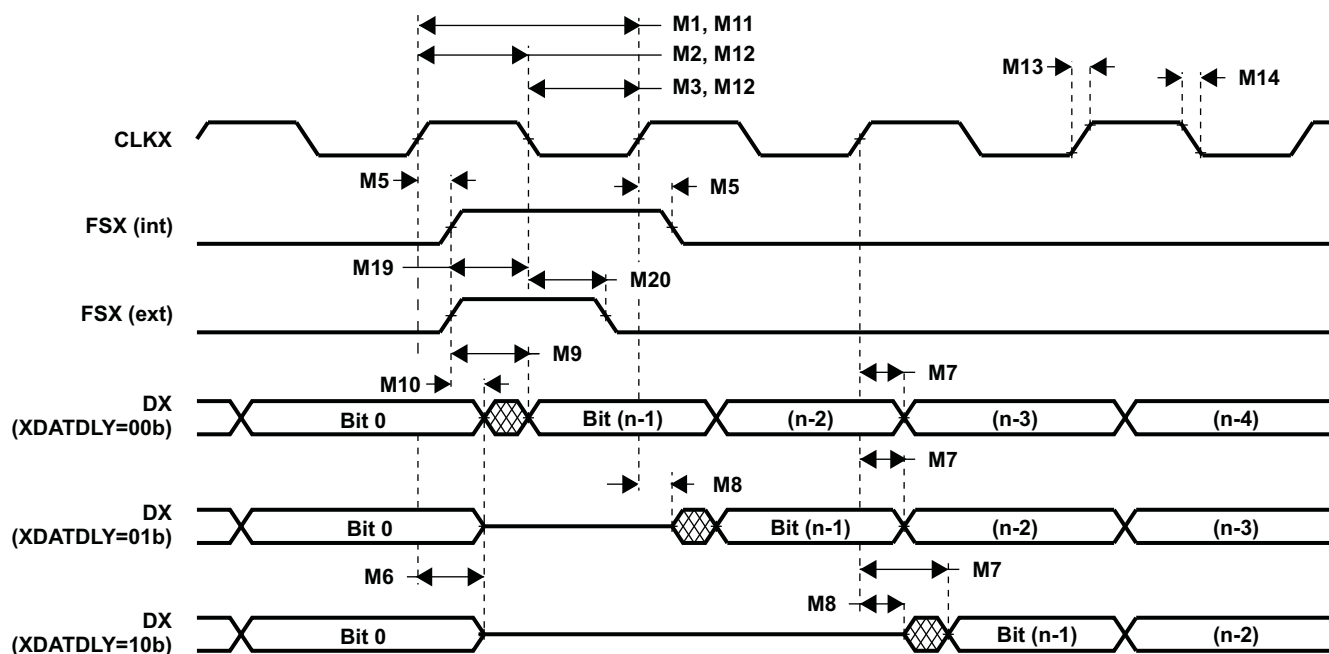 M1, M11
M2, M12
M3, M12
M13
M14
CLKX
M5
M5
FSX (int)
M19
M20
FSX (ext)
M9
M10
M7
DX
(XDATDLY=00b)
Bit 0
Bit (n-1)
(n-2)
(n-3)
(n-4)
M7
M8
DX
(XDATDLY=01b)
Bit 0
Bit (n-1)
(n-2)
(n-3)
M6
M7
M8
DX
(XDATDLY=10b)
Bit 0
Bit (n-1)
(n-2)